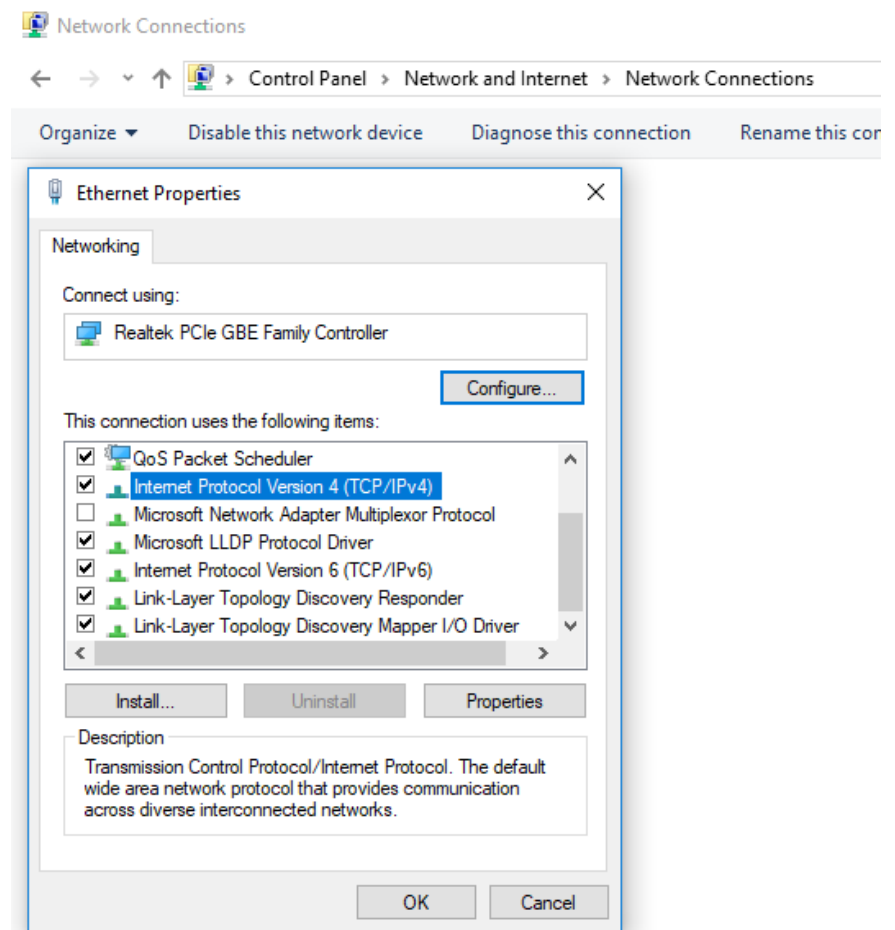 Network Connections
Control Panel > Network and Internet > Network Connections
Organize Disable this network device Diagnose this connection Rename this con
Ethernet Properties
Networking
Connect using:
Realtek PCIe GBE Family Controller
Configure...
This connection uses the following items:
QoS Packet Scheduler
Internet Protocol Version 4 (TCP/IPv4)
Microsoft Network Adapter Multiplexor Protocol
Microsoft LLDP Protocol Driver
Internet Protocol Version 6 (TCP/IPv6)
Link-Layer Topology Discovery Responder
Link-Layer Topology Discovery Mapper I/O Driver
Install... Uninstall Properties
Description
Transmission Control Protocol/Internet Protocol. The default
wide area network protocol that provides communication
across diverse interconnected networks.
OK Cancel